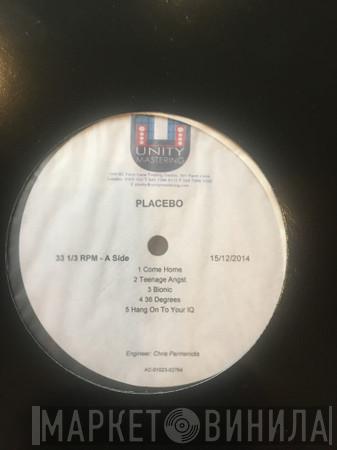 UNITY
MASTERING
PLACEBO
33 1/3 RPM - A Side 15/12/2014
1 Come Home
2 Teenage Angst
3 Bionic
4 36 Degrees
5 Hang On To Your IQ
Engineer: Chris Parmenidis
МАРКЕТ ВИНИЛА